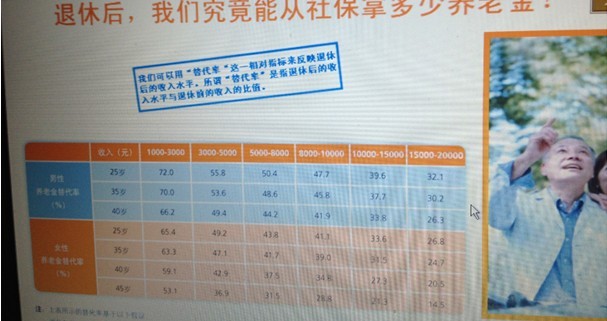 退休后，我们究竟能从社保拿多少养老金？
我们可以用“替代率”这一相对指标来反映退休
后的收入水平。所谓“替代率”是指退休后的收
入水平与退休前的收入的比值。
收入（元） 1000-3000 3000-5000 5000-8000 8000-10000 10000-15000 15000-20000
男性
养老金替代率
（%）
25岁 72.0 55.8 50.4 47.7 39.6 32.1
35岁 70.0 53.6 48.6 45.8 37.7 30.2
40岁 66.2 49.4 44.2 41.9 33.8 26.3
女性
养老金替代率
（%）
25岁 65.4 49.2 43.8 41.3 33.6 26.8
35岁 63.3 47.1 41.7 39.0 31.5 24.7
40岁 59.1 42.9 37.5 34.8 27.3 20.5
45岁 53.1 36.9 31.5 28.8 21.3 14.5
注：